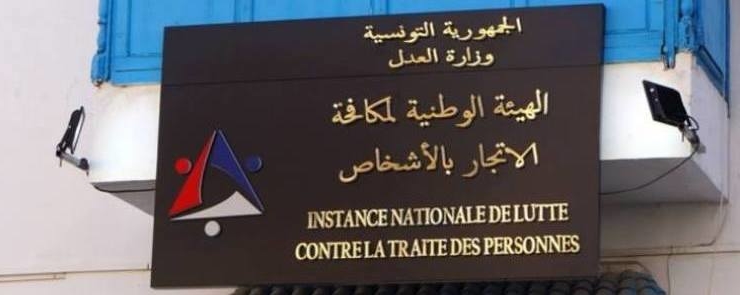 الجمهورية التونسية
وزارة العدل
الهيئة الوطنية لمكافحة
الاتجار بالأشخاص
INSTANCE NATIONALE DE LUTTE
CONTRE LA TRAITE DES PERSONNES